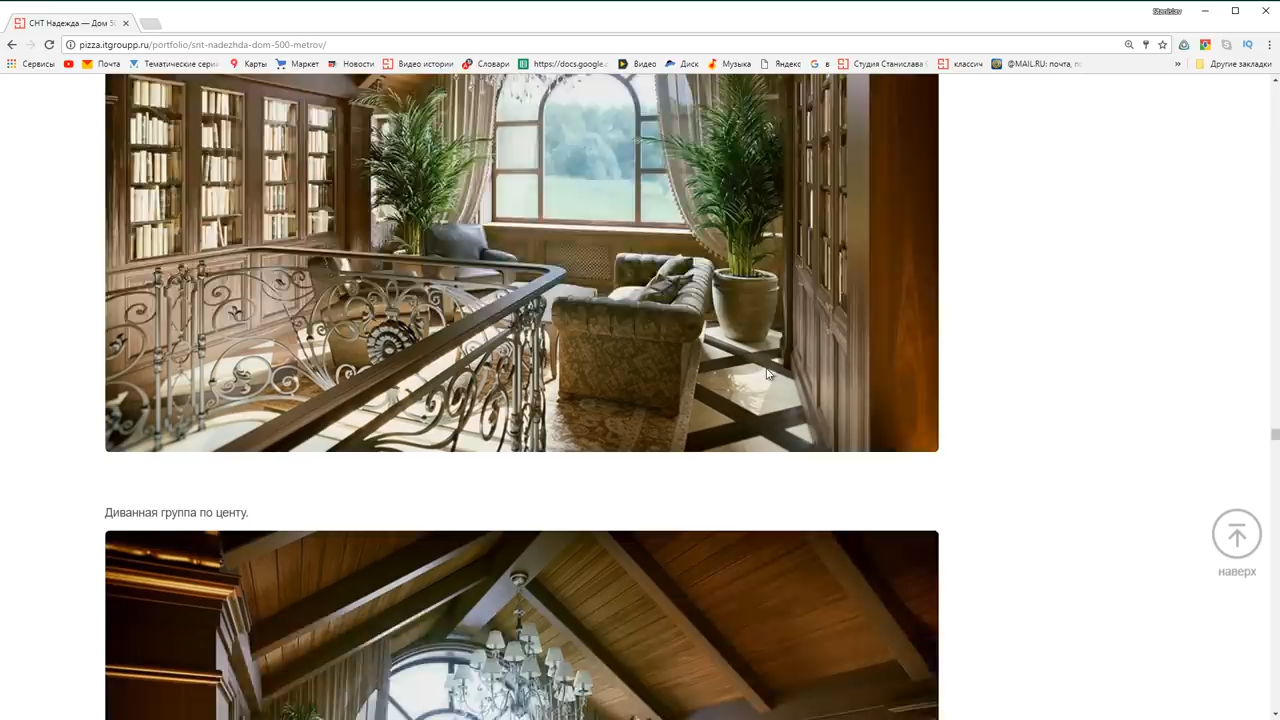 Stanislav
СНТ Надежда — Дом 5
pizza.itgroupp.ru/portfolio/snt-nadezhda-dom-500-metrov/
Сервисы Почта Тематические сери Карты Маркет Новости Видео истории Словари https://docs.google. Видео Диск Музыка Яндекс в Студия Станислава классич @MAIL.RU: почта, по Другие закладки
Диванная группа по центу.
наверх